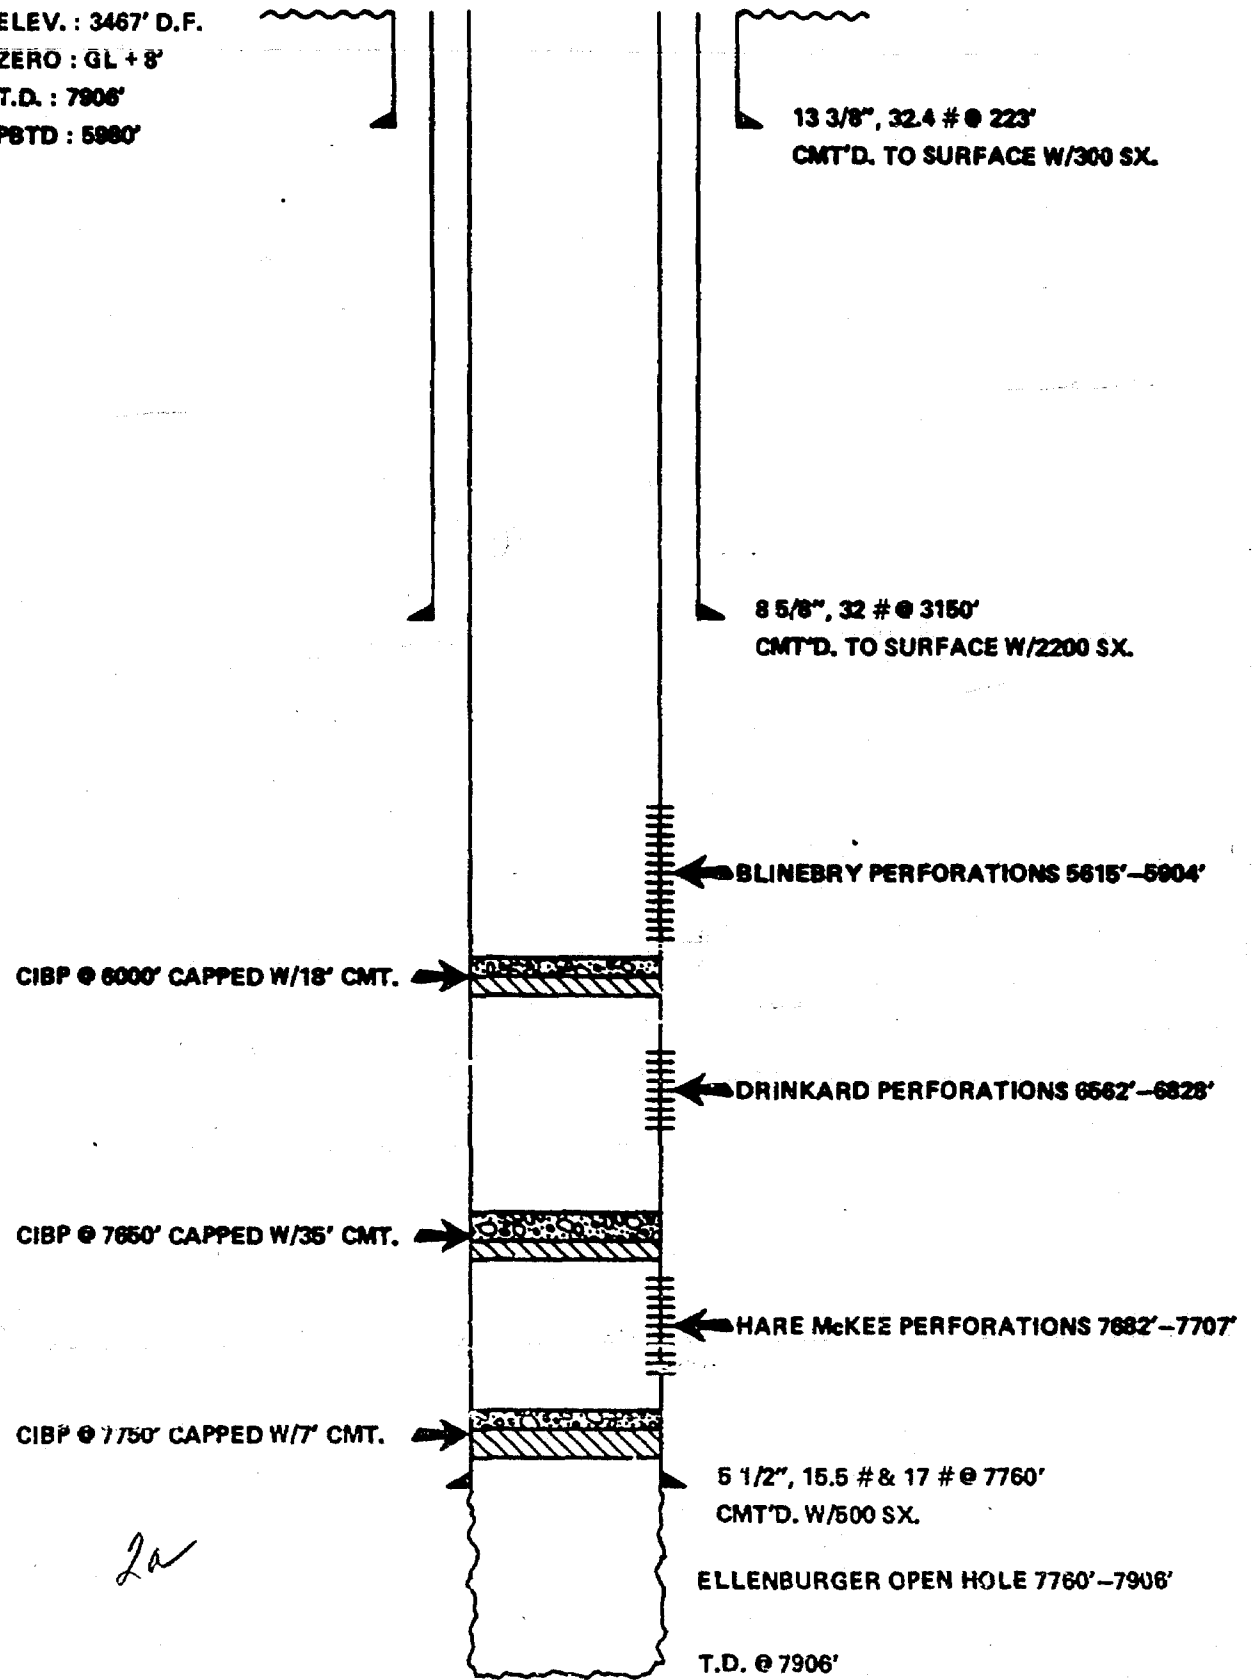 ELEV. : 3467' D.F.
ZERO : GL + 8'
T.D. : 7906'
PBTD : 5980'
13 3/8", 32.4 # @ 223'
CMT'D. TO SURFACE W/300 SX.
8 5/8", 32 # @ 3150'
CMT'D. TO SURFACE W/2200 SX.
BLINEBRY PERFORATIONS 5615'–5904'
CIBP @ 6000' CAPPED W/18' CMT.
DRINKARD PERFORATIONS 6562'–6828'
CIBP @ 7650' CAPPED W/35' CMT.
HARE McKEE PERFORATIONS 7682'–7707'
CIBP @ 7750' CAPPED W/7' CMT.
5 1/2", 15.5 # & 17 # @ 7760'
CMT'D. W/500 SX.
ELLENBURGER OPEN HOLE 7760'–7906'
T.D. @ 7906'